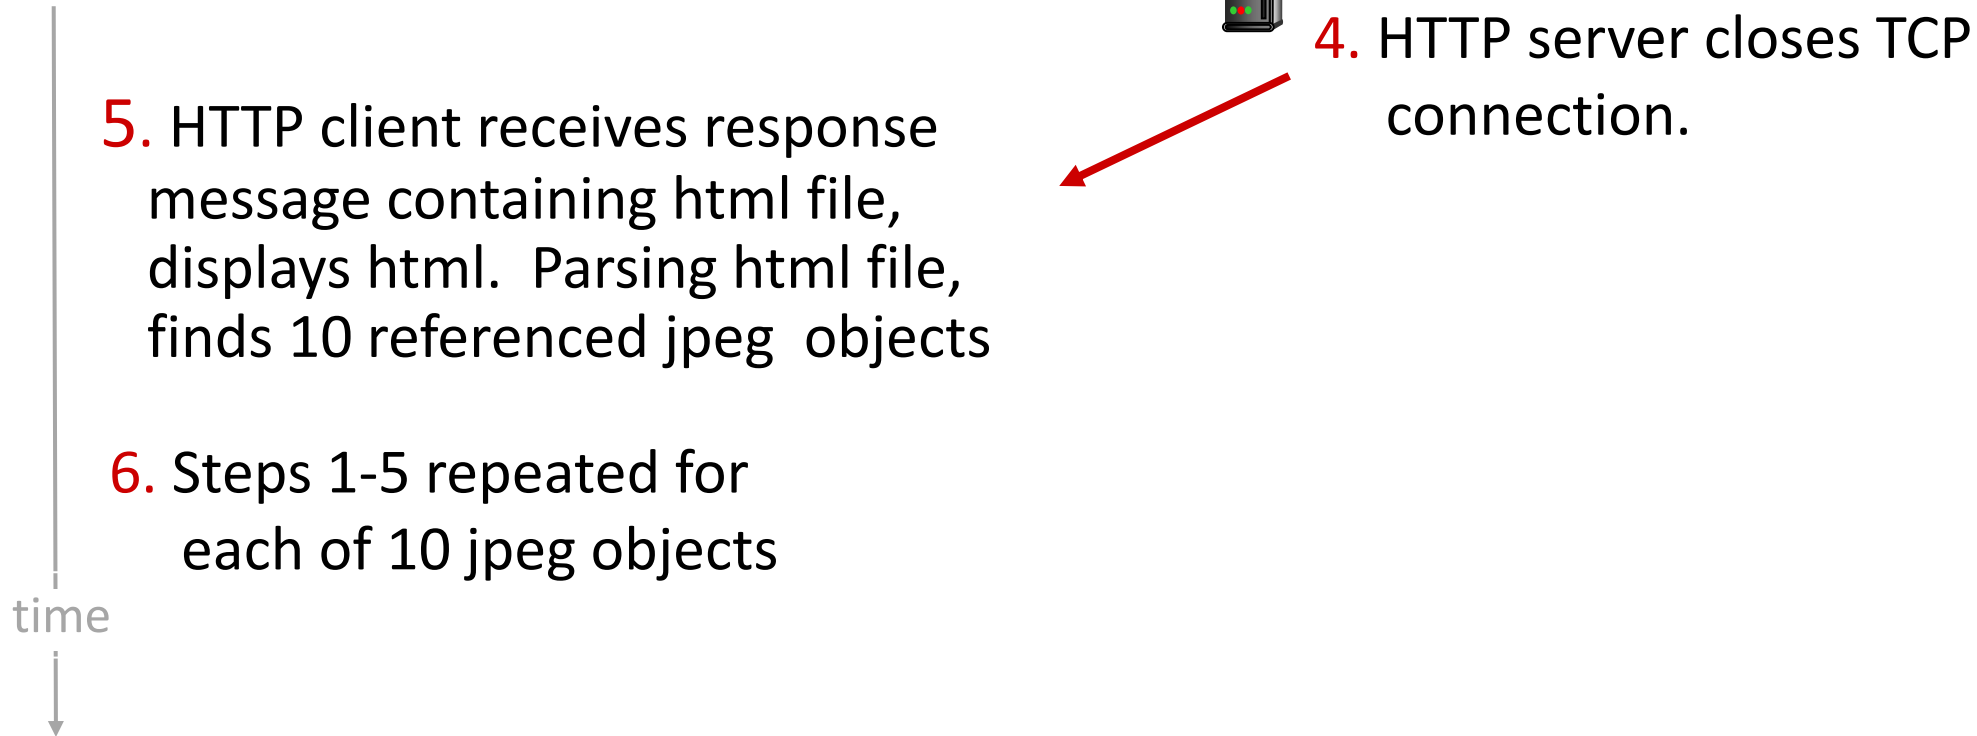 4. HTTP server closes TCP
connection.
5. HTTP client receives response
message containing html file,
displays html.  Parsing html file,
finds 10 referenced jpeg  objects
6. Steps 1-5 repeated for
each of 10 jpeg objects
time